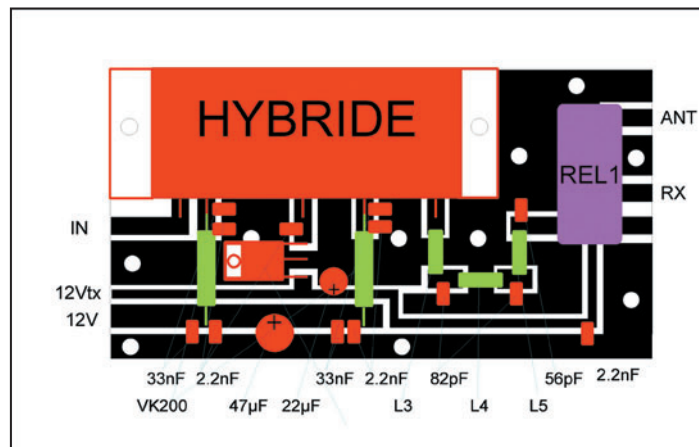 HYBRIDE
REL1
ANT
RX
IN
12Vtx
12V
33nF 2.2nF 33nF 2.2nF 82pF 56pF 2.2nF
VK200 47µF 22µF L3 L4 L5
+
+